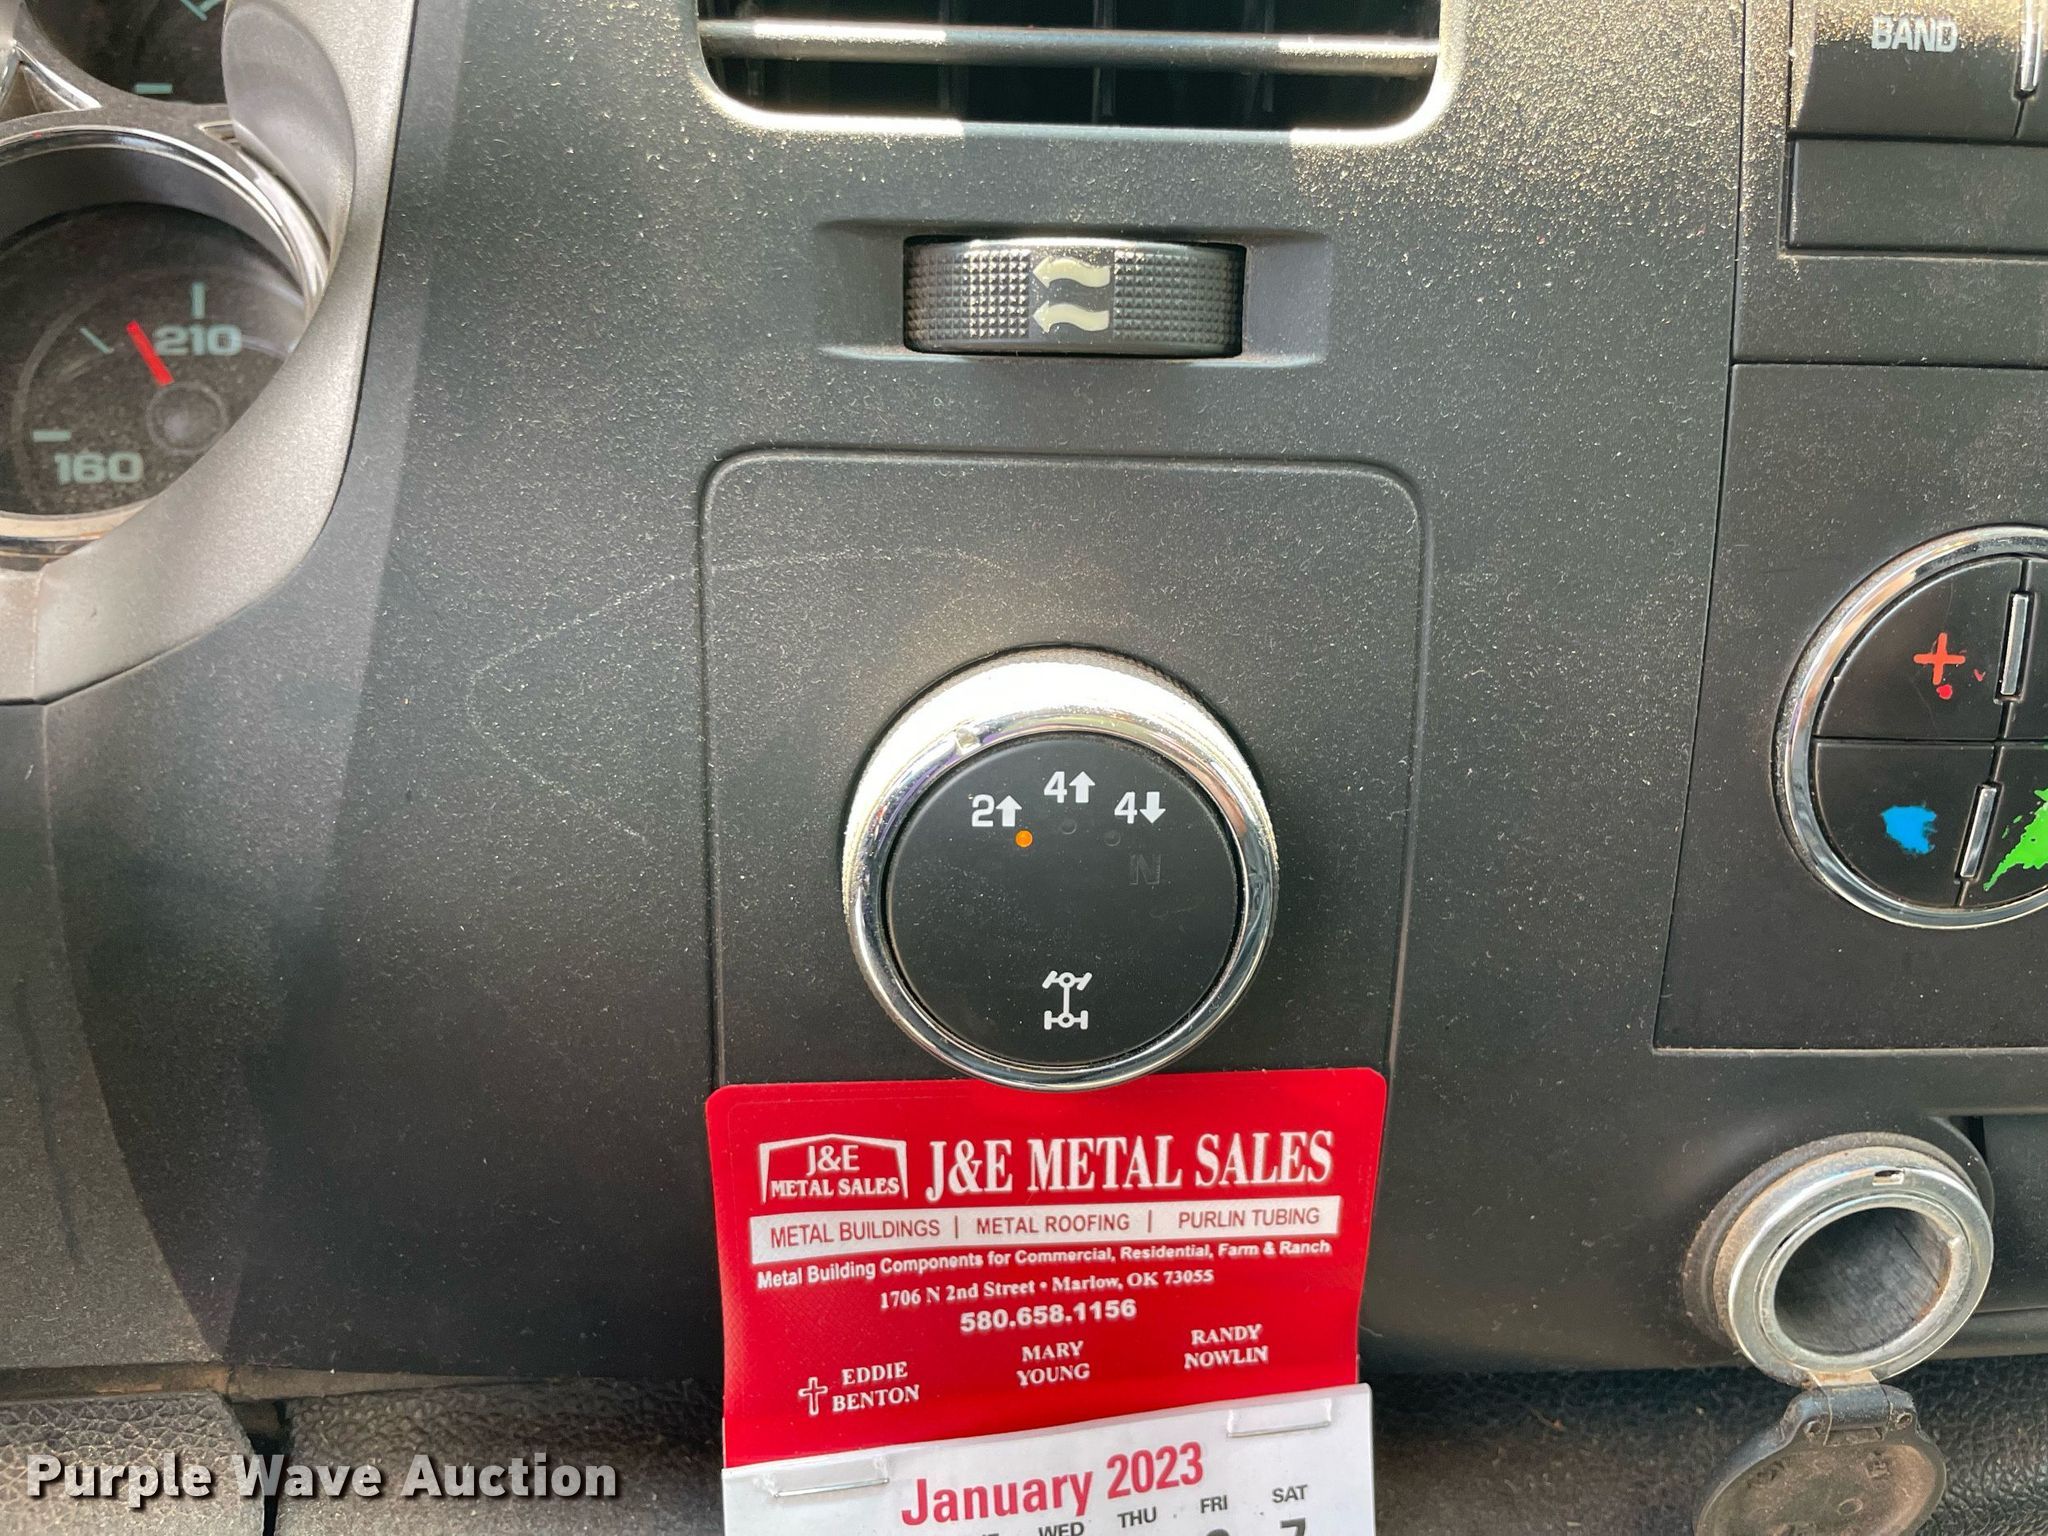 BAND
210
160
2 4 4
N
J&E
METAL SALES
J&E METAL SALES
METAL BUILDINGS | METAL ROOFING | PURLIN TUBING
Metal Building Components for Commercial, Residential, Farm & Ranch
1706 N 2nd Street • Marlow, OK 73055
580.658.1156
EDDIE
BENTON
MARY
YOUNG
RANDY
NOWLIN
January 2023
WED THU FRI SAT
7
Purple Wave Auction